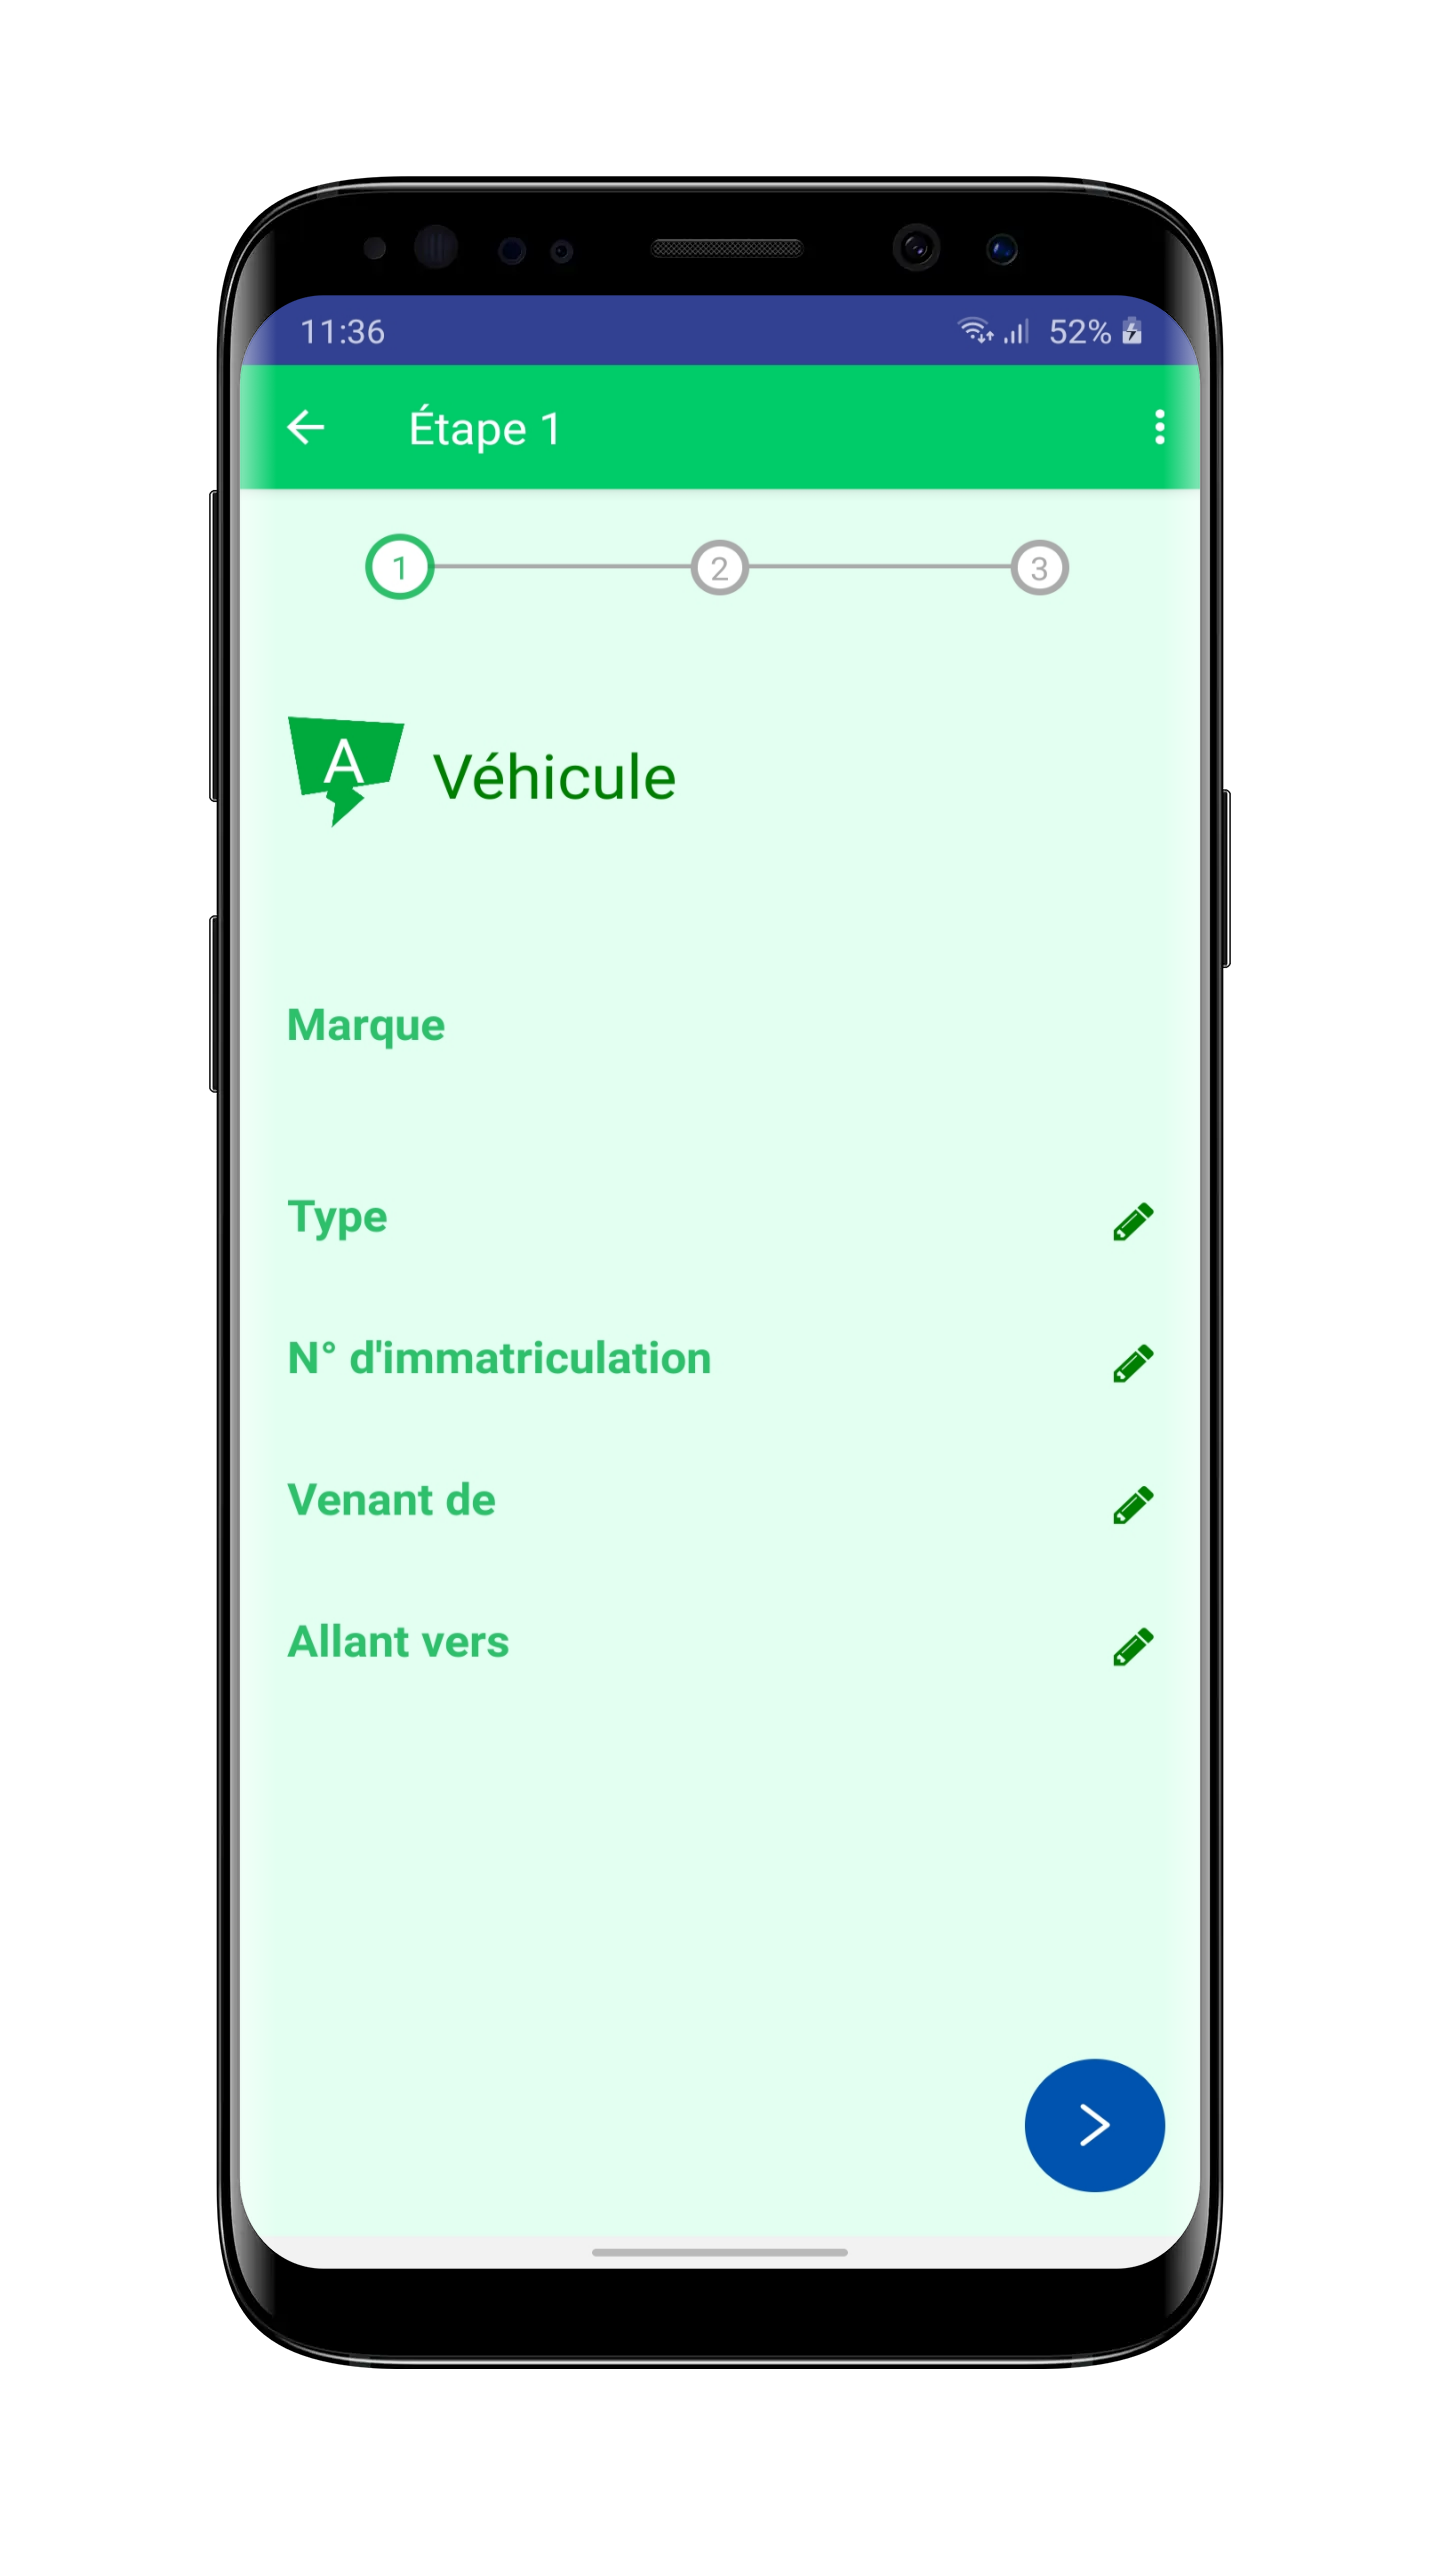 11:36 52%
Étape 1
1 2 3
A Véhicule
Marque
Type
N° d'immatriculation
Venant de
Allant vers